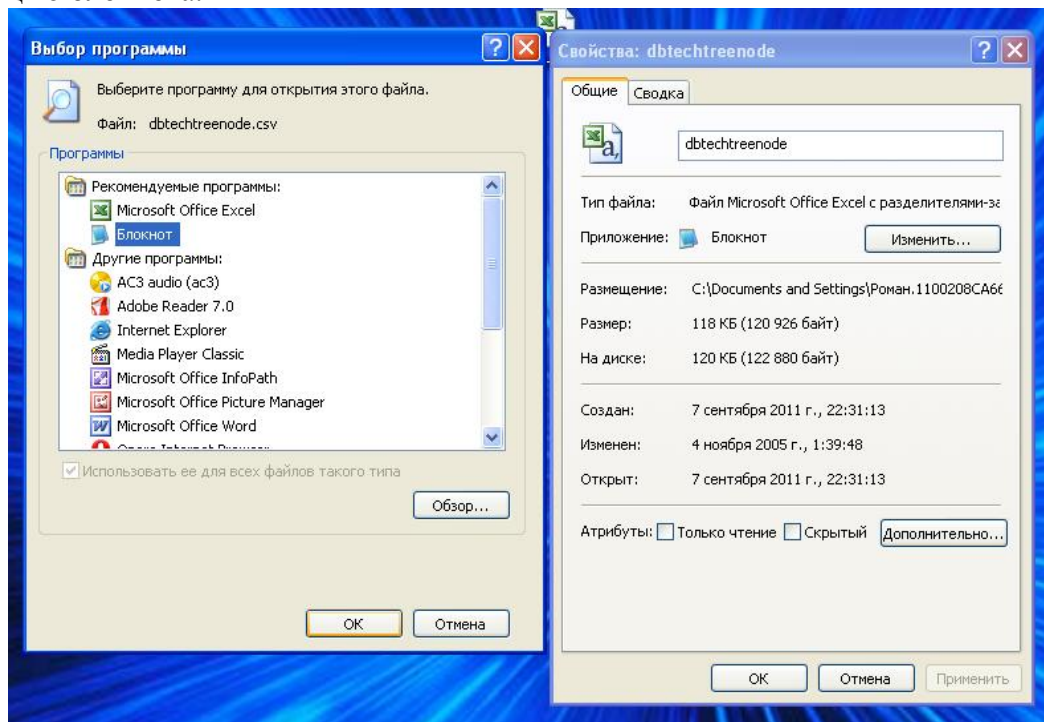 Выбор программы
Выберите программу для открытия этого файла.
Файл: dbtechtreenode.csv
Программы
Рекомендуемые программы:
Microsoft Office Excel
Блокнот
Другие программы:
AC3 audio (ac3)
Adobe Reader 7.0
Internet Explorer
Media Player Classic
Microsoft Office InfoPath
Microsoft Office Picture Manager
Microsoft Office Word
Использовать ее для всех файлов такого типа
Обзор...
ОК
Отмена
Свойства: dbtechtreenode
Общие Сводка
dbtechtreenode
Тип файла: Файл Microsoft Office Excel с разделителями-за
Приложение: Блокнот Изменить...
Размещение: C:\Documents and Settings\Роман.1100208CA66
Размер: 118 КБ (120 926 байт)
На диске: 120 КБ (122 880 байт)
Создан: 7 сентября 2011 г., 22:31:13
Изменен: 4 ноября 2005 г., 1:39:48
Открыт: 7 сентября 2011 г., 22:31:13
Атрибуты: Только чтение Скрытый Дополнительно...
ОК Отмена Применить